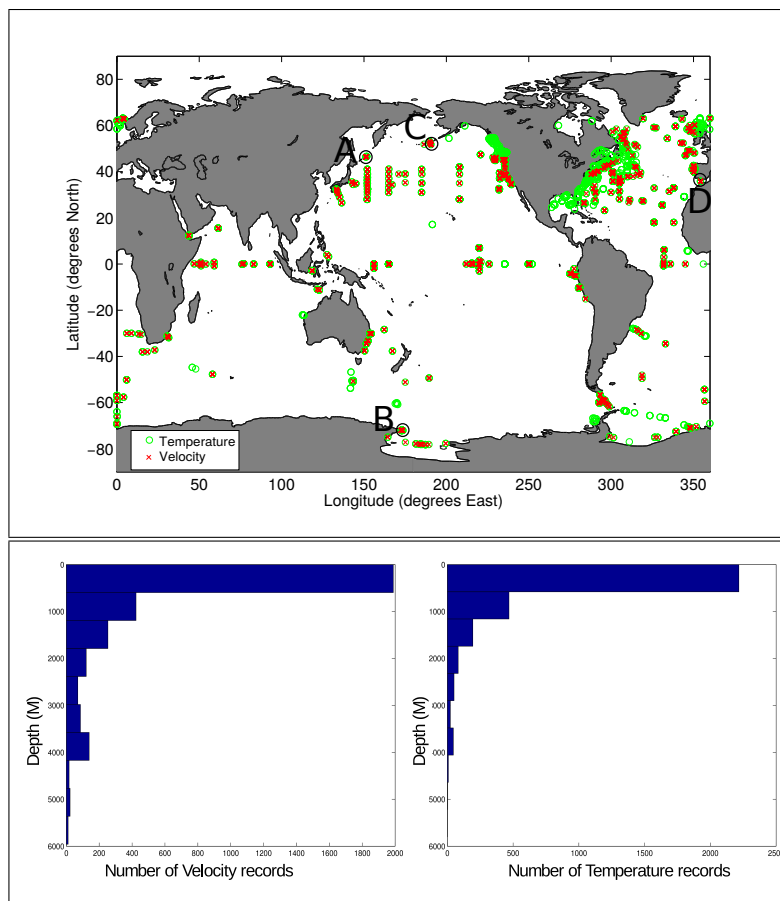 80
60
40
20
0
−20
−40
−60
−80
Latitude (degrees North)
A
C
D
B
Temperature
Velocity
0 50 100 150 200 250 300 350
Longitude (degrees East)
0
1000
2000
3000
4000
5000
6000
Depth (M)
0 200 400 600 800 1000 1200 1400 1600 1800 2000
Number of Velocity records
0
1000
2000
3000
4000
5000
6000
Depth (M)
0 500 1000 1500 2000 2500
Number of Temperature records